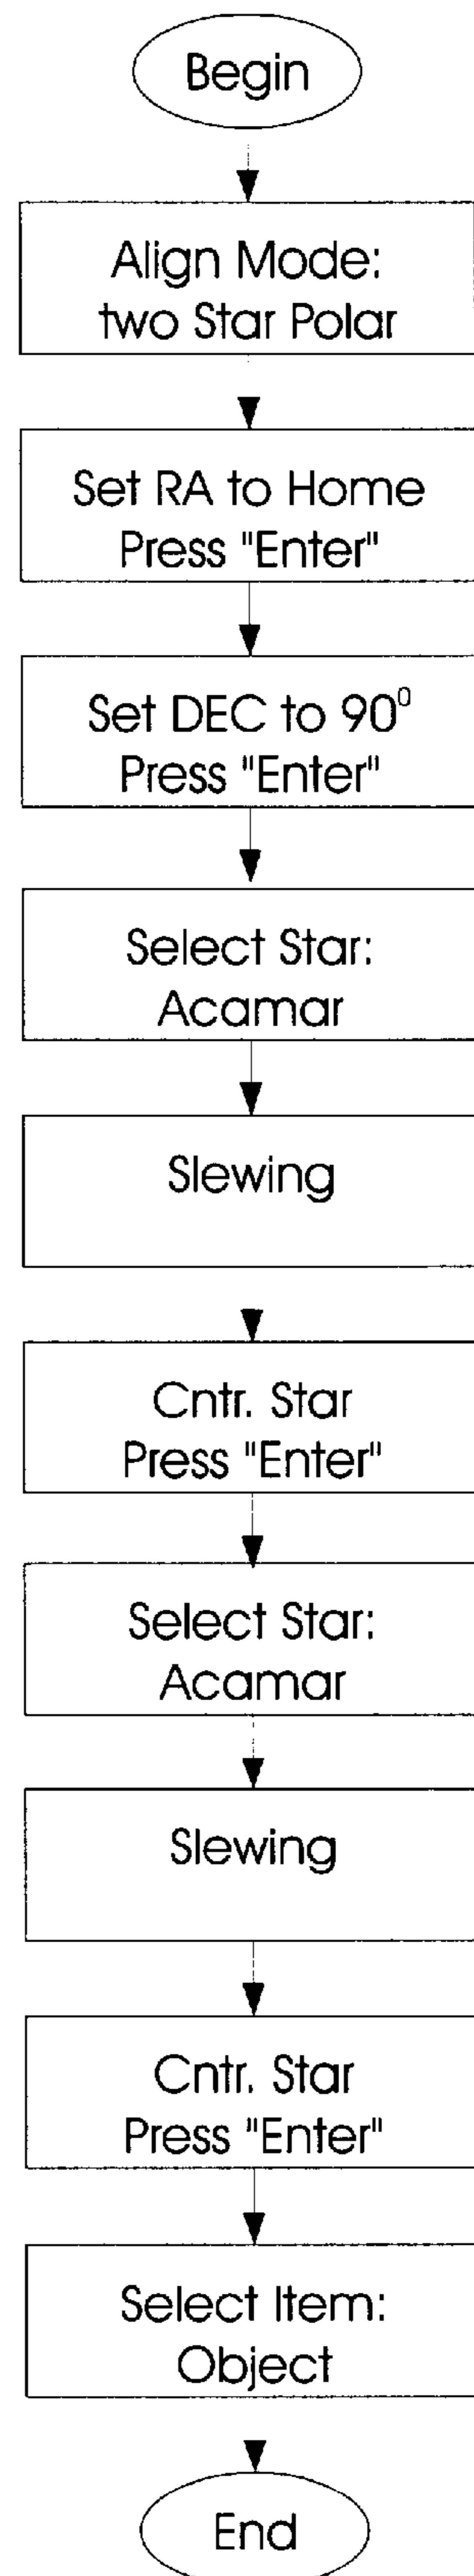 Begin
Align Mode:
two Star Polar
Set RA to Home
Press "Enter"
Set DEC to 90⁰
Press "Enter"
Select Star:
Acamar
Slewing
Cntr. Star
Press "Enter"
Select Star:
Acamar
Slewing
Cntr. Star
Press "Enter"
Select Item:
Object
End